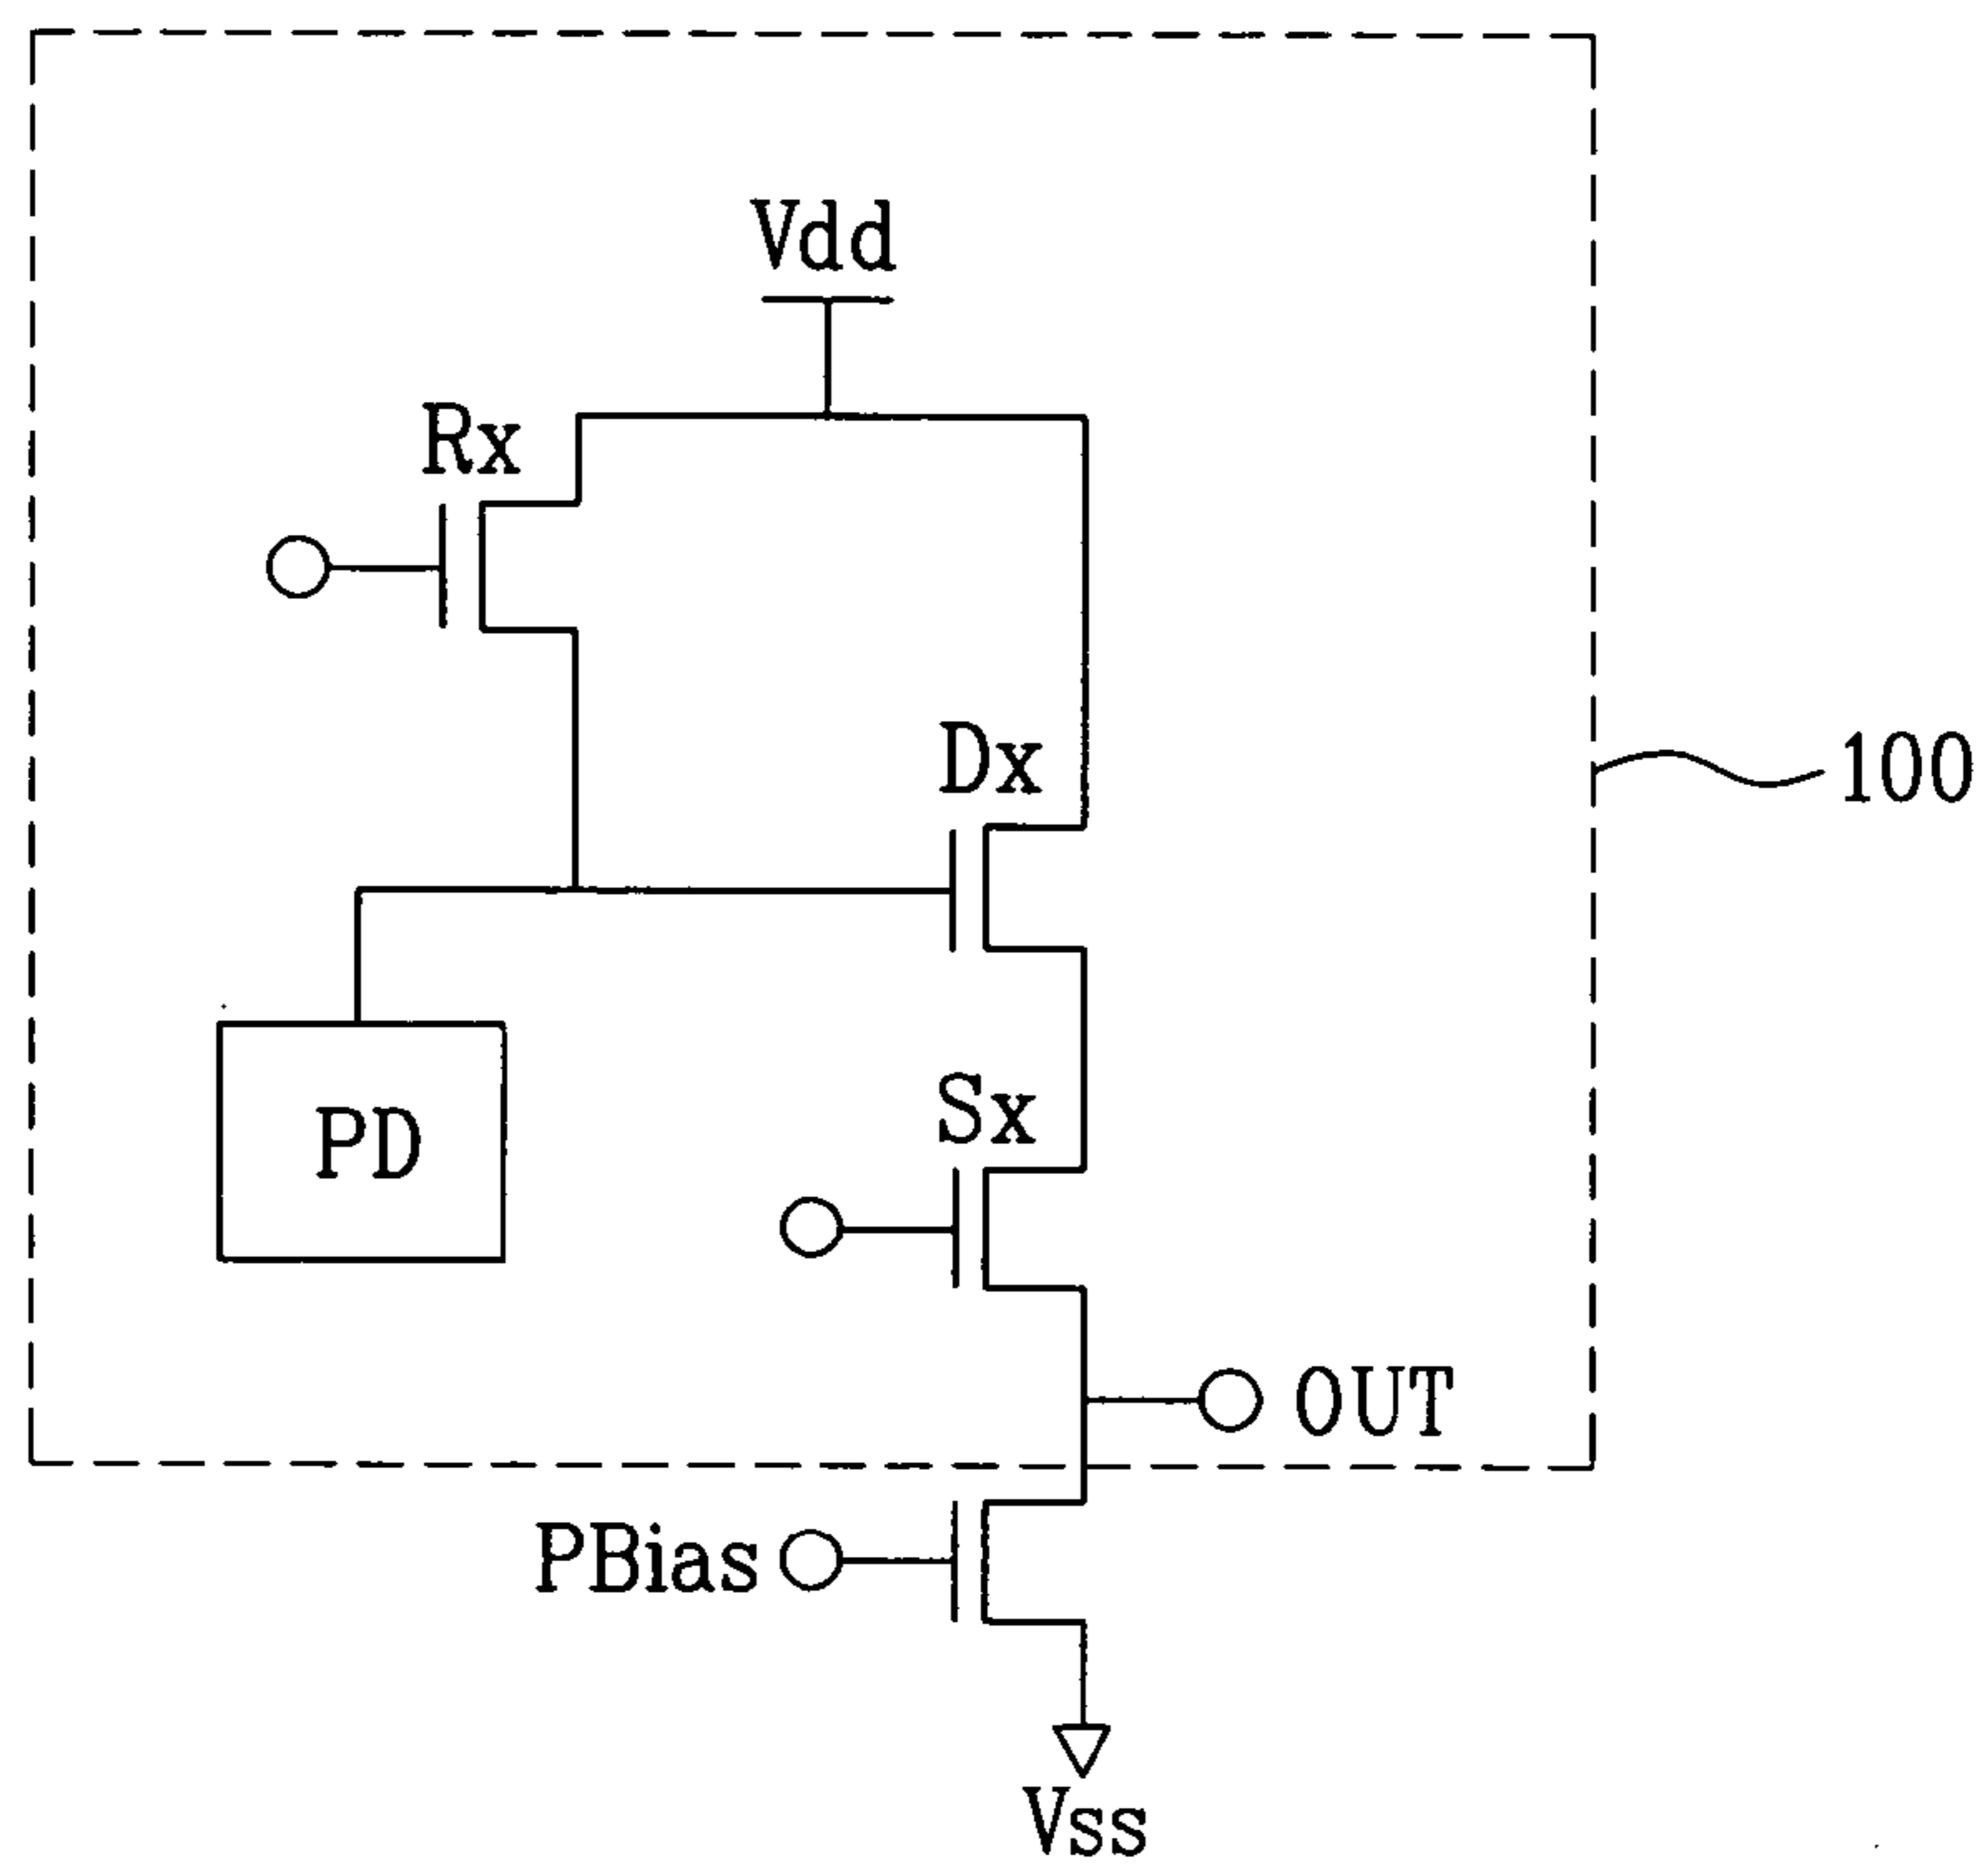 Vdd
Rx
Dx
100
PD
Sx
OUT
PBias
Vss